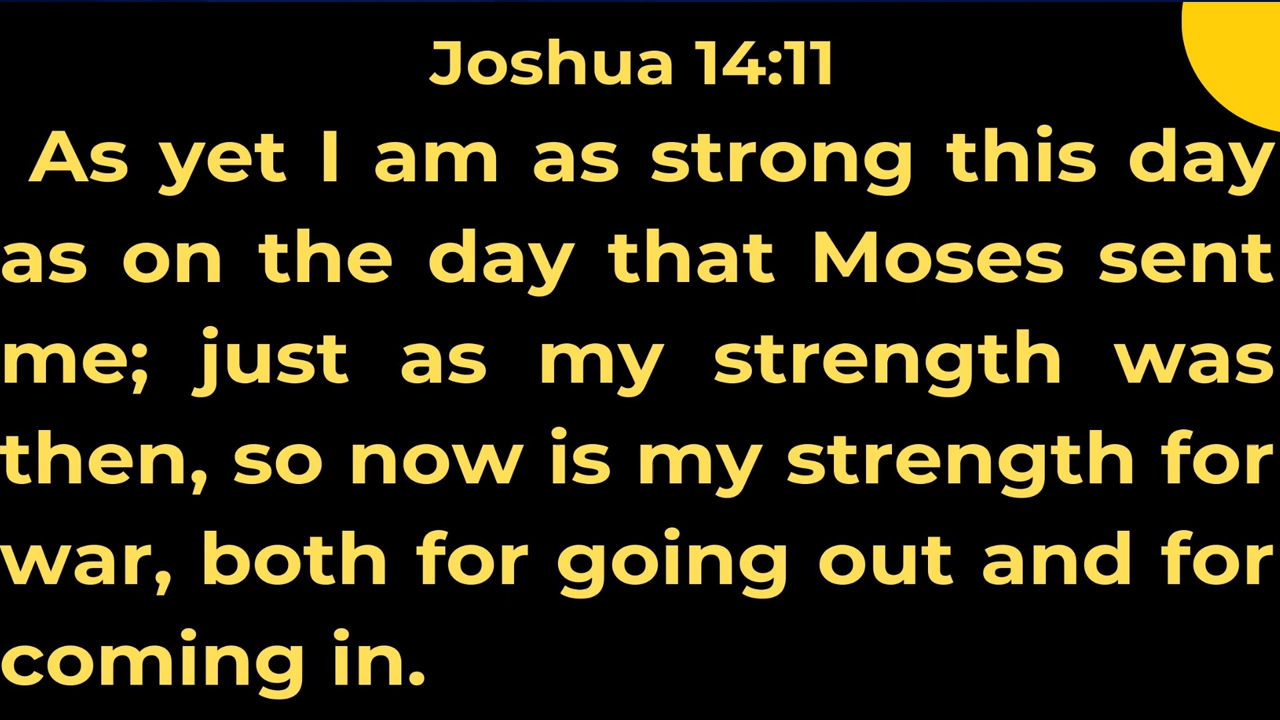 Joshua 14:11
As yet I am as strong this day
as on the day that Moses sent
me; just as my strength was
then, so now is my strength for
war, both for going out and for
coming in.